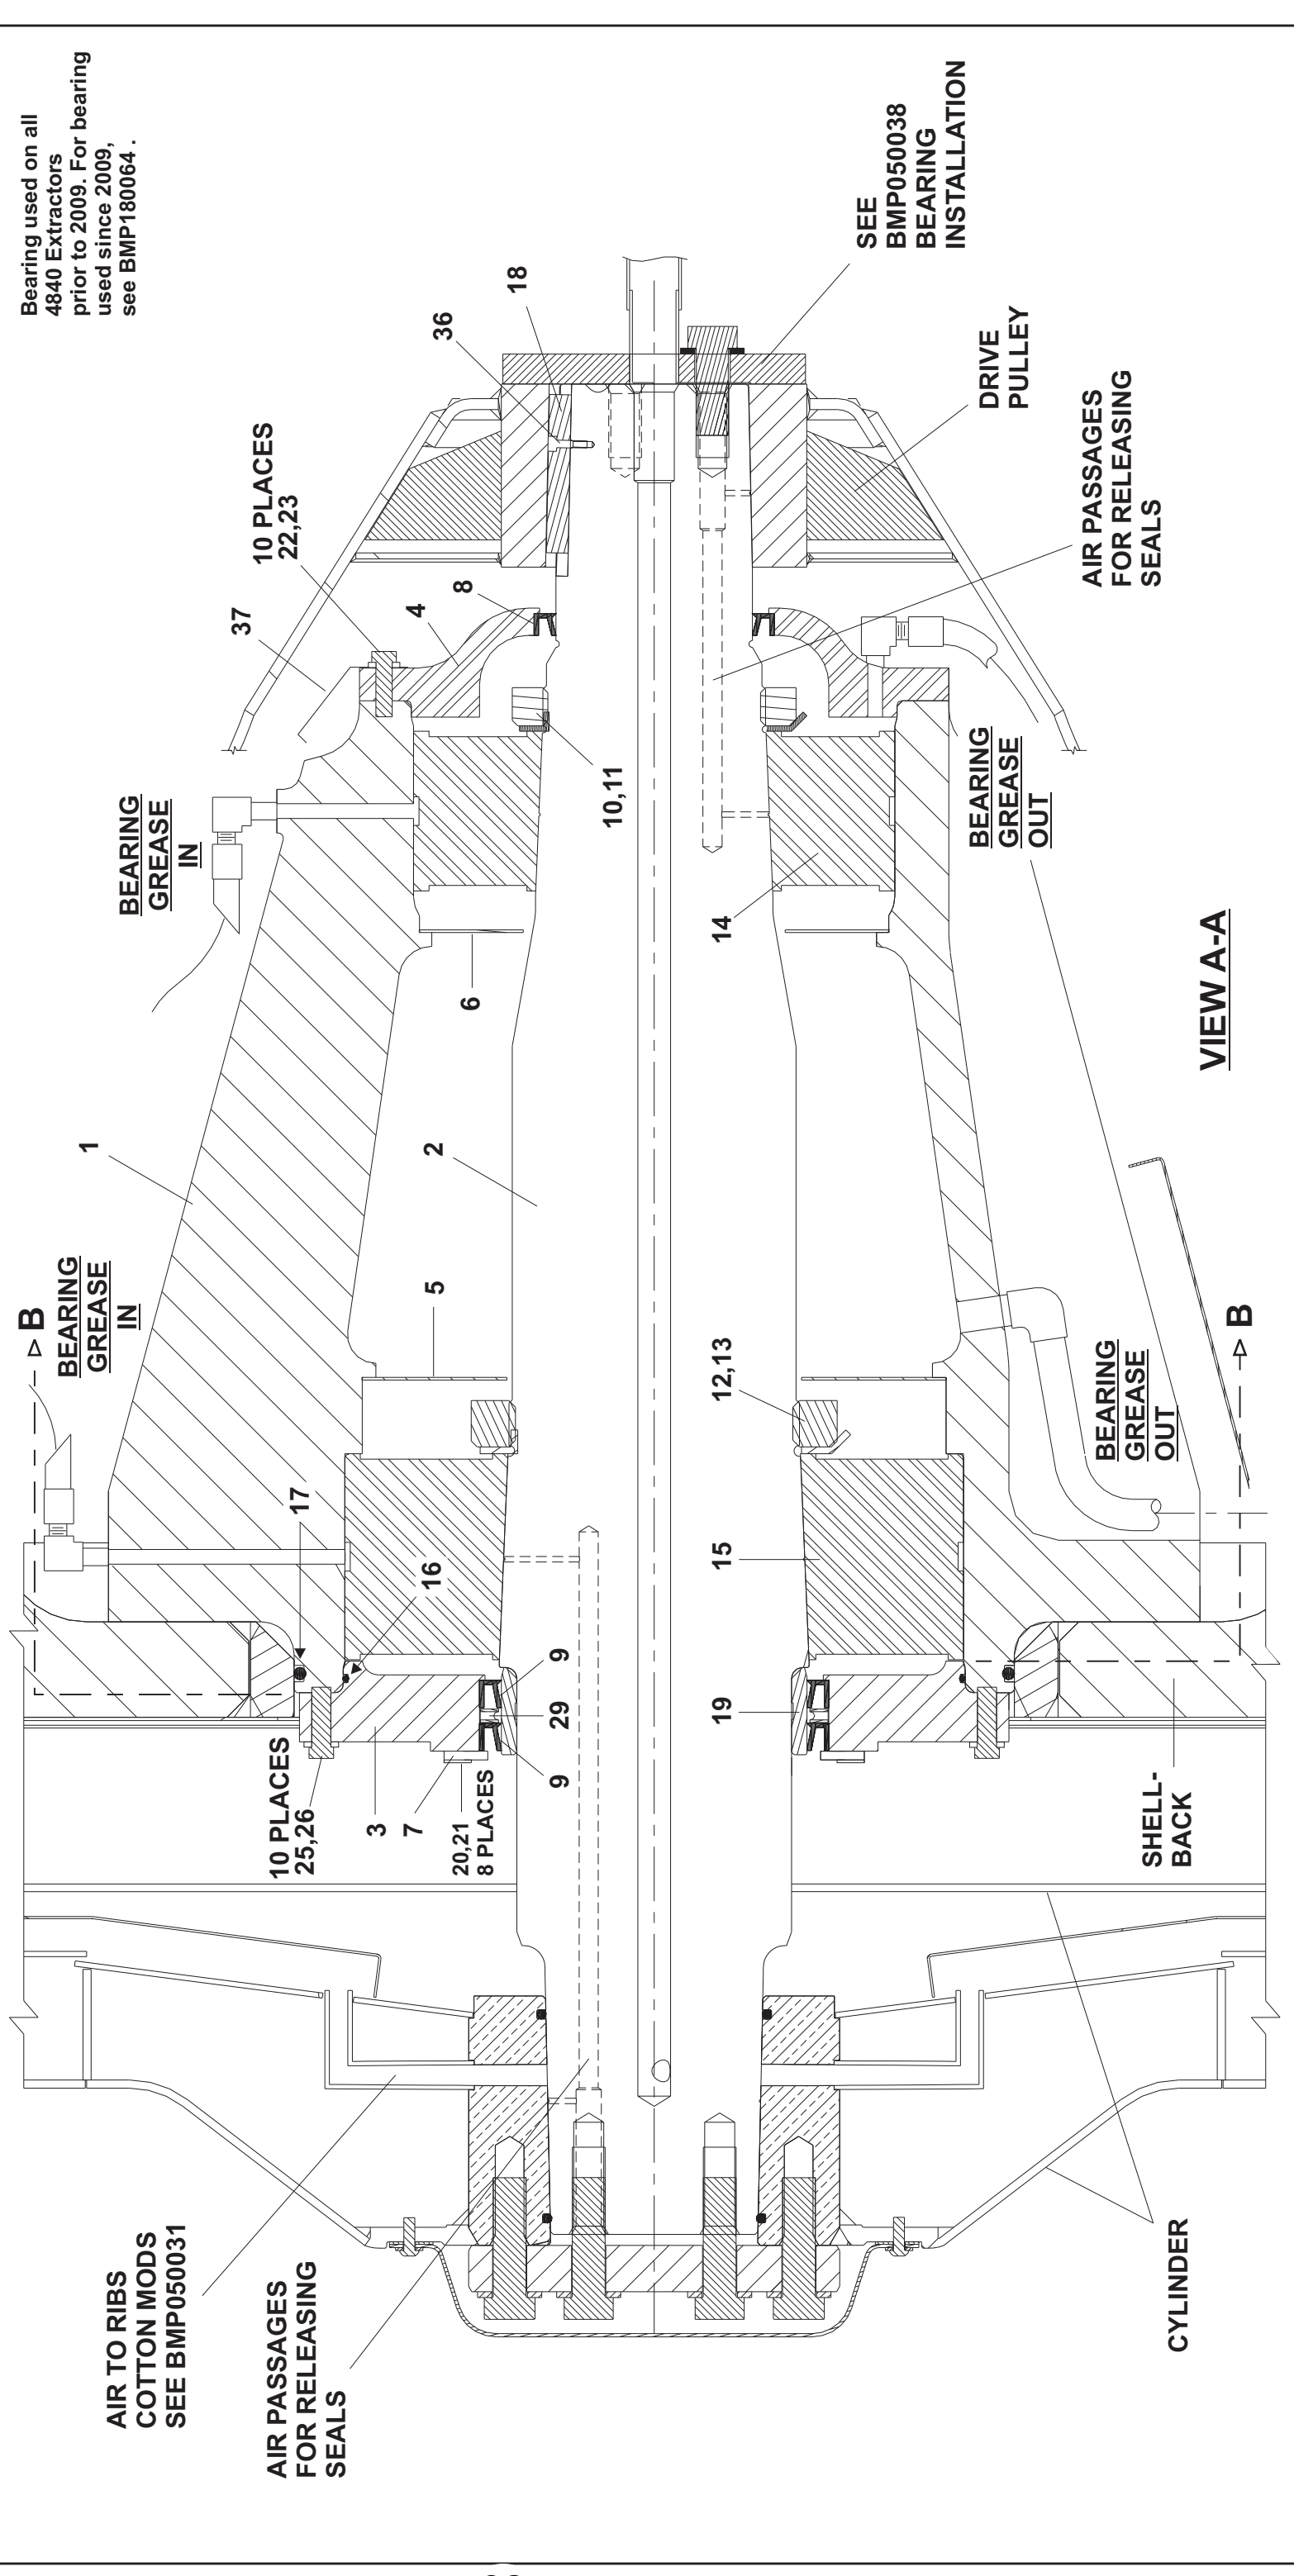 Bearing used on all
4840 Extractors
prior to 2009. For bearing
used since 2009,
see BMP180064 .
AIR TO RIBS
COTTON MODS
SEE BMP050031
AIR PASSAGES
FOR RELEASING
SEALS
B
BEARING
GREASE
IN
1
BEARING
GREASE
IN
37
10 PLACES
22,23
4
8
36
18
SEE
BMP050038
BEARING
INSTALLATION
10 PLACES
25,26
3
7
20,21
8 PLACES
17
16
9
29
9
5
2
6
10,11
19
15
12,13
14
DRIVE
PULLEY
AIR PASSAGES
FOR RELEASING
SEALS
BEARING
GREASE
OUT
BEARING
GREASE
OUT
B
SHELL-
BACK
CYLINDER
VIEW A-A